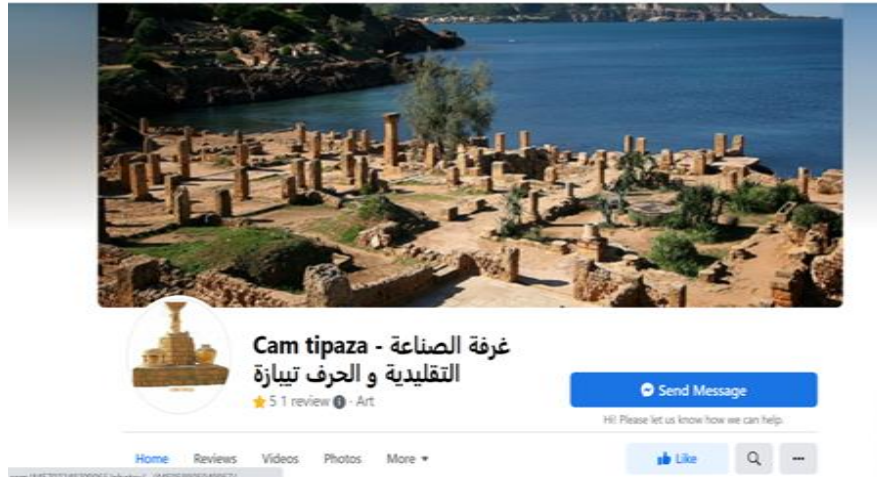 Cam tipaza - غرفة الصناعة
التقليدية و الحرف تيبازة
5 1 review · Art
Send Message
Hi! Please let us know how we can help.
Home Reviews Videos Photos More
Like